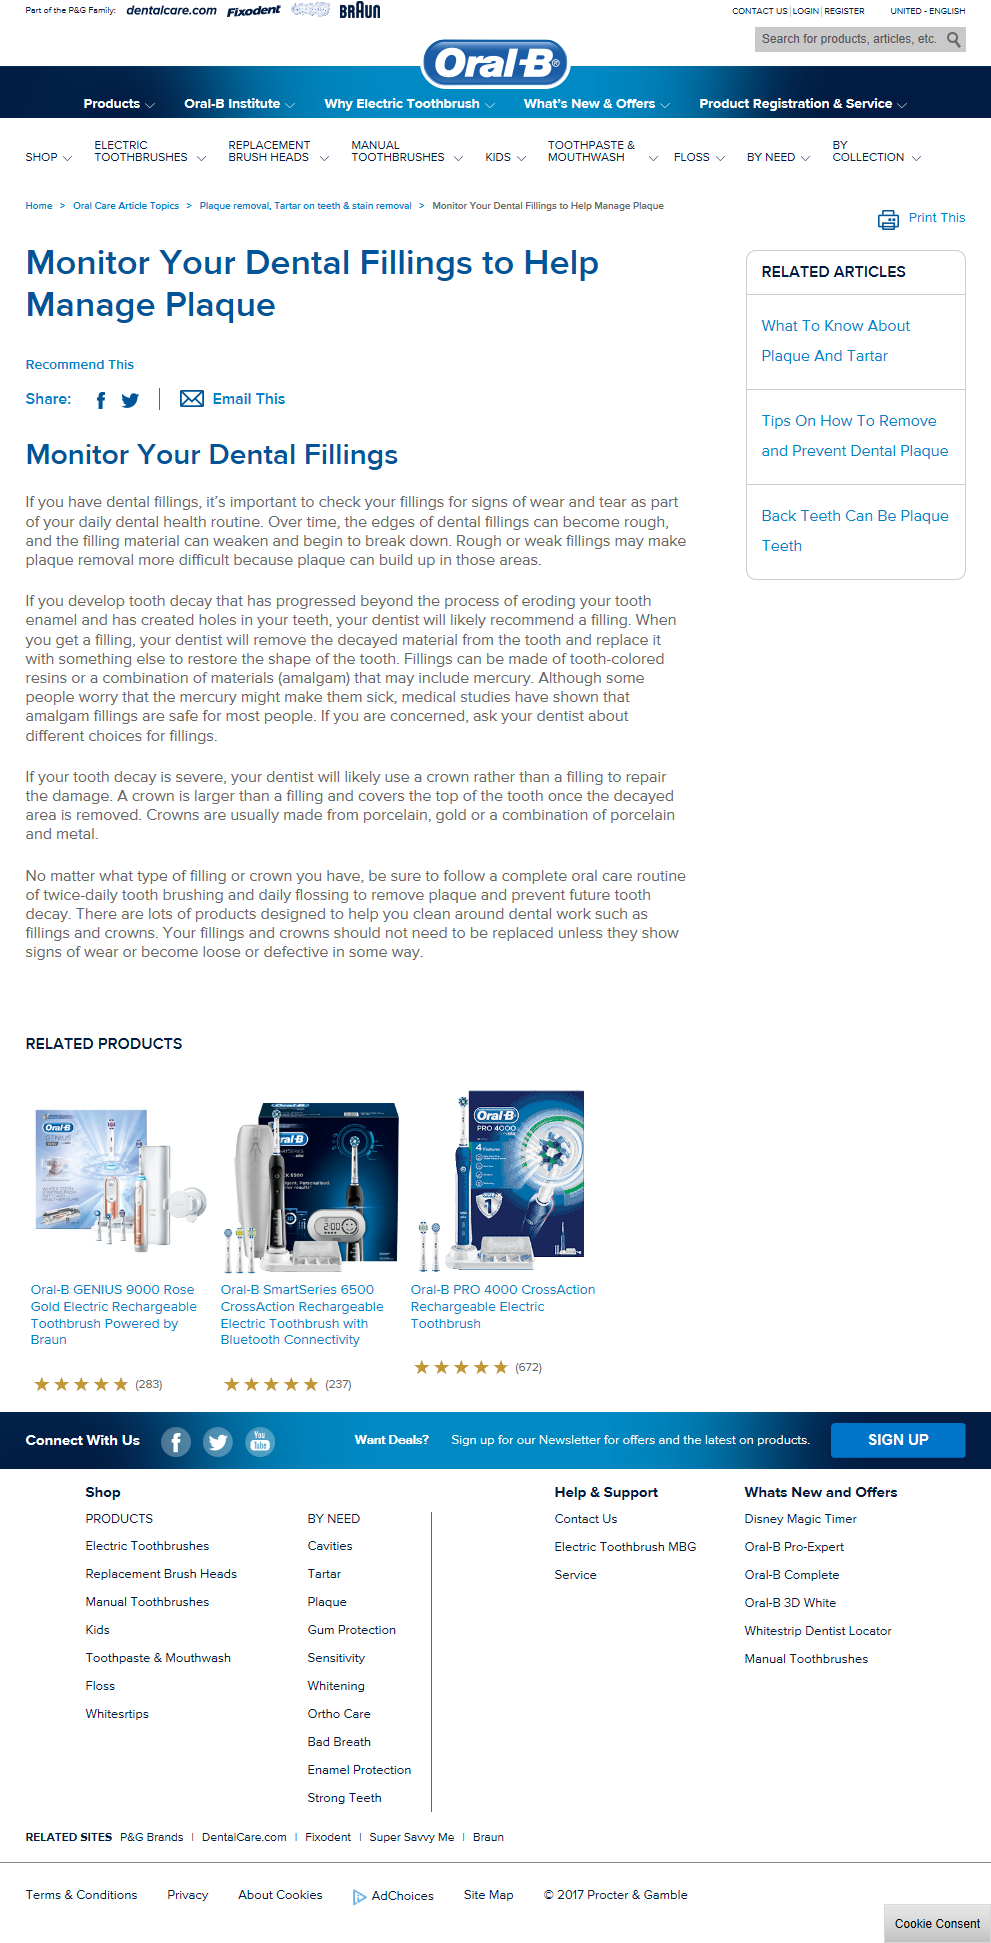 Part of the P&G Family:
dentalcare.com
Fixodent
BRAUN
CONTACT US | LOGIN | REGISTER
UNITED - ENGLISH
Search for products, articles, etc.
Oral-B®
Products
Oral-B Institute
Why Electric Toothbrush
What's New & Offers
Product Registration & Service
SHOP
ELECTRIC
TOOTHBRUSHES
REPLACEMENT
BRUSH HEADS
MANUAL
TOOTHBRUSHES
KIDS
TOOTHPASTE &
MOUTHWASH
FLOSS
BY NEED
BY
COLLECTION
Home > Oral Care Article Topics > Plaque removal, Tartar on teeth & stain removal > Monitor Your Dental Fillings to Help Manage Plaque
Print This
Monitor Your Dental Fillings to Help
Manage Plaque
Recommend This
Share:
Email This
RELATED ARTICLES
What To Know About
Plaque And Tartar
Tips On How To Remove
and Prevent Dental Plaque
Back Teeth Can Be Plaque
Teeth
Monitor Your Dental Fillings
If you have dental fillings, it's important to check your fillings for signs of wear and tear as part
of your daily dental health routine. Over time, the edges of dental fillings can become rough,
and the filling material can weaken and begin to break down. Rough or weak fillings may make
plaque removal more difficult because plaque can build up in those areas.
If you develop tooth decay that has progressed beyond the process of eroding your tooth
enamel and has created holes in your teeth, your dentist will likely recommend a filling. When
you get a filling, your dentist will remove the decayed material from the tooth and replace it
with something else to restore the shape of the tooth. Fillings can be made of tooth-colored
resins or a combination of materials (amalgam) that may include mercury. Although some
people worry that the mercury might make them sick, medical studies have shown that
amalgam fillings are safe for most people. If you are concerned, ask your dentist about
different choices for fillings.
If your tooth decay is severe, your dentist will likely use a crown rather than a filling to repair
the damage. A crown is larger than a filling and covers the top of the tooth once the decayed
area is removed. Crowns are usually made from porcelain, gold or a combination of porcelain
and metal.
No matter what type of filling or crown you have, be sure to follow a complete oral care routine
of twice-daily tooth brushing and daily flossing to remove plaque and prevent future tooth
decay. There are lots of products designed to help you clean around dental work such as
fillings and crowns. Your fillings and crowns should not need to be replaced unless they show
signs of wear or become loose or defective in some way.
RELATED PRODUCTS
Oral-B
GENIUS
Oral-B
6500
2:00
Oral-B
PRO 4000
4 Features
1
Oral-B GENIUS 9000 Rose
Gold Electric Rechargeable
Toothbrush Powered by
Braun
(283)
Oral-B SmartSeries 6500
CrossAction Rechargeable
Electric Toothbrush with
Bluetooth Connectivity
(237)
Oral-B PRO 4000 CrossAction
Rechargeable Electric
Toothbrush
(672)
Connect With Us
You Tube
Want Deals?
Sign up for our Newsletter for offers and the latest on products.
SIGN UP
Shop
PRODUCTS
Electric Toothbrushes
Replacement Brush Heads
Manual Toothbrushes
Kids
Toothpaste & Mouthwash
Floss
Whitesrtips
BY NEED
Cavities
Tartar
Plaque
Gum Protection
Sensitivity
Whitening
Ortho Care
Bad Breath
Enamel Protection
Strong Teeth
Help & Support
Contact Us
Electric Toothbrush MBG
Service
Whats New and Offers
Disney Magic Timer
Oral-B Pro-Expert
Oral-B Complete
Oral-B 3D White
Whitestrip Dentist Locator
Manual Toothbrushes
RELATED SITES P&G Brands | DentalCare.com | Fixodent | Super Savvy Me | Braun
Terms & Conditions
Privacy
About Cookies
AdChoices
Site Map
© 2017 Procter & Gamble
Cookie Consent